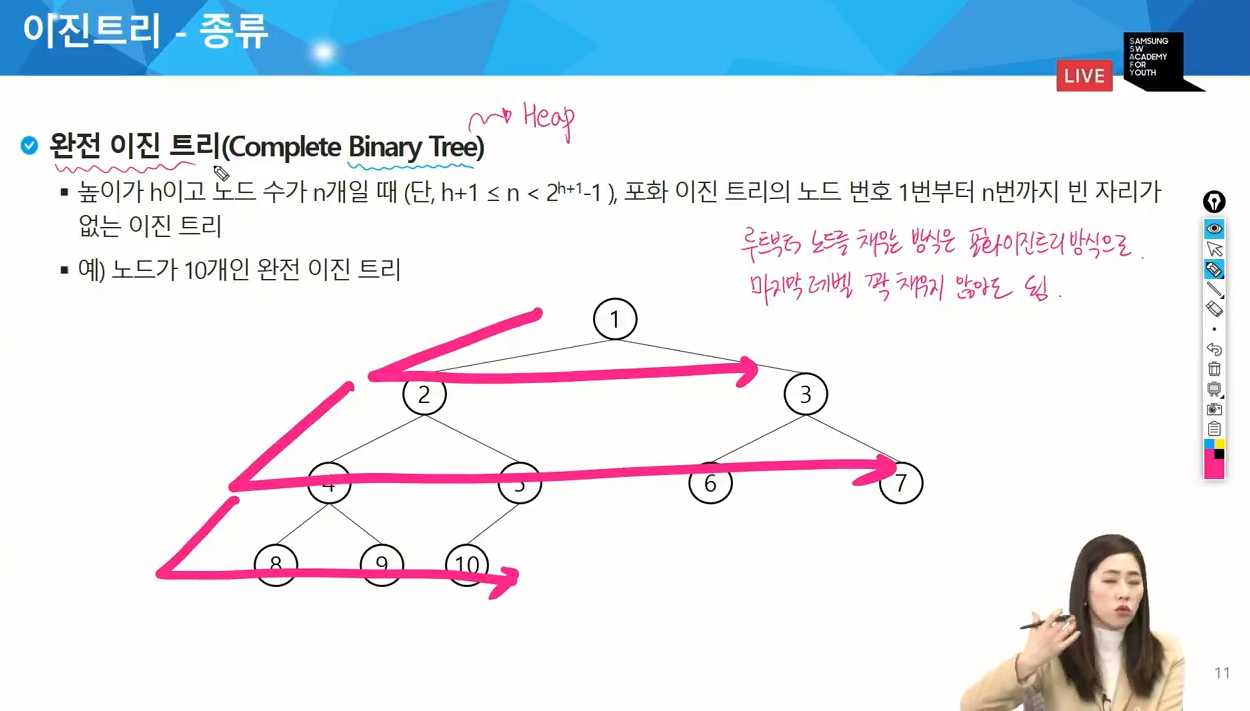 이진트리 - 종류
SAMSUNG
SW
ACADEMY
FOR
YOUTH
LIVE
Heap
완전 이진 트리(Complete Binary Tree)
높이가 h이고 노드 수가 n개일 때 (단, h+1 ≤ n < 2^h+1-1 ), 포화 이진 트리의 노드 번호 1번부터 n번까지 빈 자리가
없는 이진 트리
루트부터 노드를 채우는 방식은 포화이진트리방식으로.
마지막 레벨 꽉 채우지 않아도 됨.
예) 노드가 10개인 완전 이진 트리
1
2 3
4 5 6 7
8 9 10
11